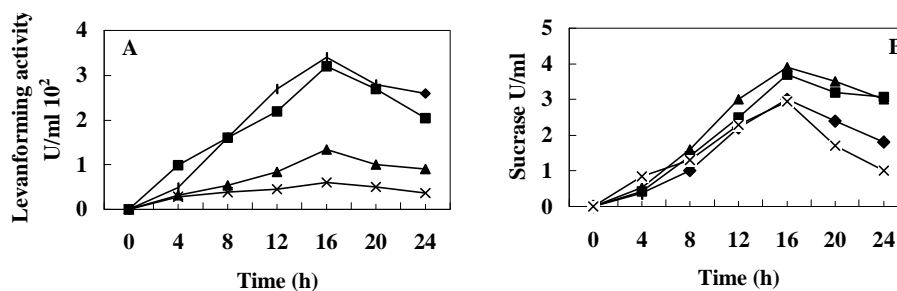 A
Levanforming activity
U/ml 10²
4
3
2
1
0
0 4 8 12 16 20 24
Time (h)
B
Sucrase U/ml
5
4
3
2
1
0
0 4 8 12 16 20 24
Time (h)